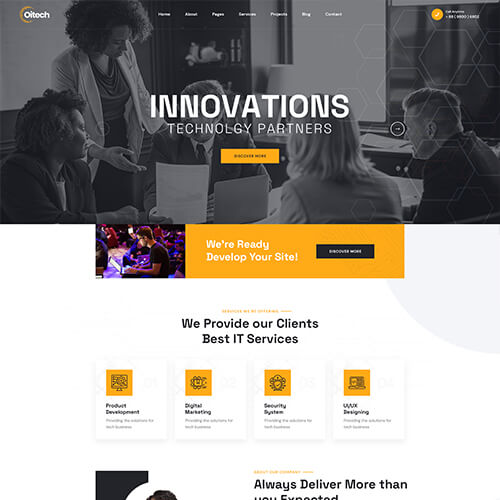 Oitech
Home About Pages Services Projects Blog Contact
Call Anytime
+ 88 ( 9800 ) 6802
INNOVATIONS
TECHNOLGY PARTNERS
DISCOVER MORE
We're Ready
Develop Your Site!
DISCOVER MORE
SERVICES WE'RE OFFERING
We Provide our Clients
Best IT Services
01
Product
Development
Providing the solutions for
tech business
02
Digital
Marketing
Providing the solutions for
tech business
03
Security
System
Providing the solutions for
tech business
04
UI/UX
Designing
Providing the solutions for
tech business
ABOUT OUR COMPANY
Always Deliver More than
you Expected